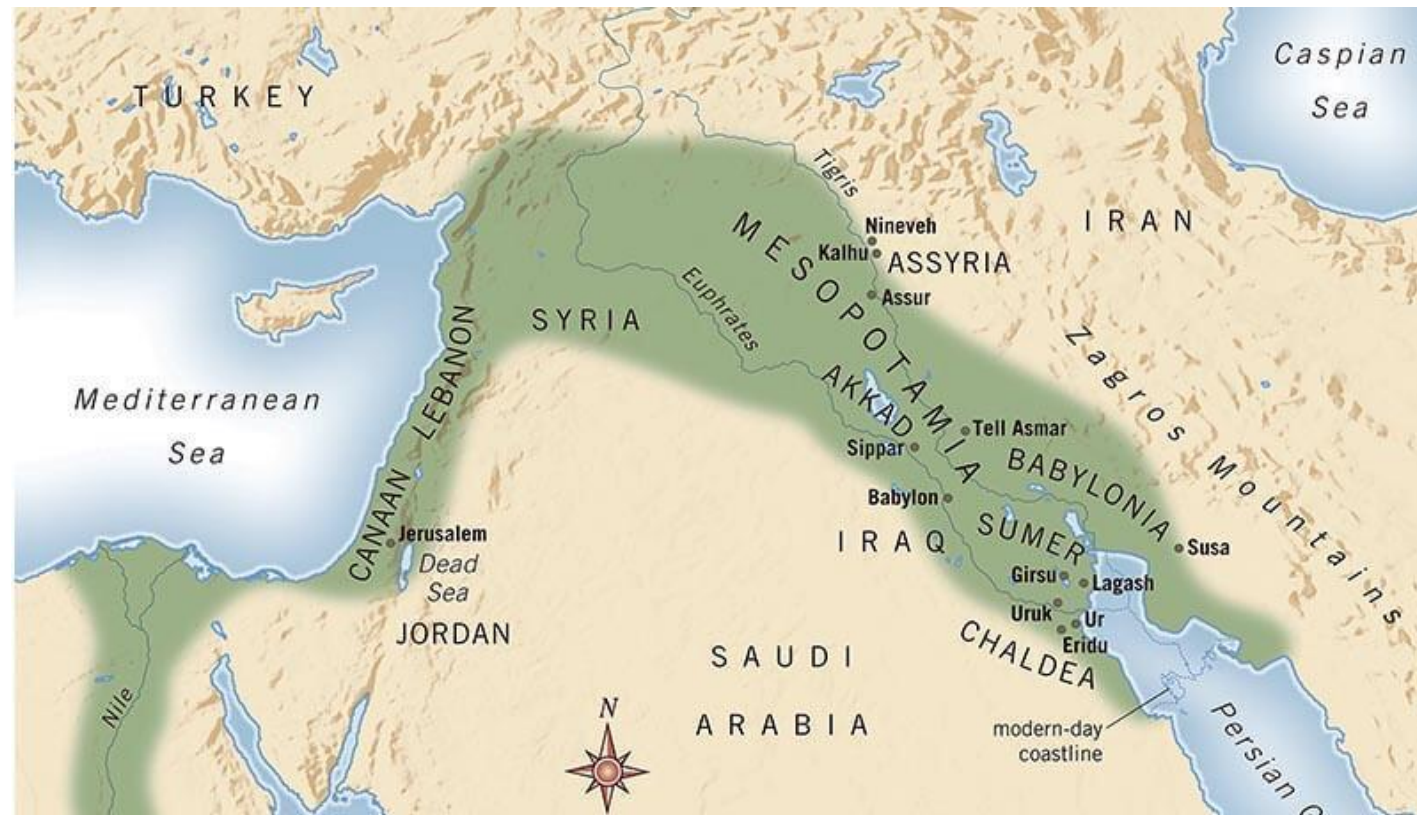 Caspian
Sea
TURKEY
Tigris
IRAN
Nineveh
Kalhu
ASSYRIA
MESOPOTAMIA
Assur
Euphrates
SYRIA
LEBANON
Zagros Mountains
Mediterranean
Sea
AKKAD
Tell Asmar
Sippar
BABYLONIA
Babylon
CANAAN
Jerusalem
Dead
Sea
IRAQ
SUMER
Susa
Girsu
Lagash
Uruk
Ur
Eridu
JORDAN
CHALDEA
SAUDI
ARABIA
Nile
N
modern-day
coastline
Persian G